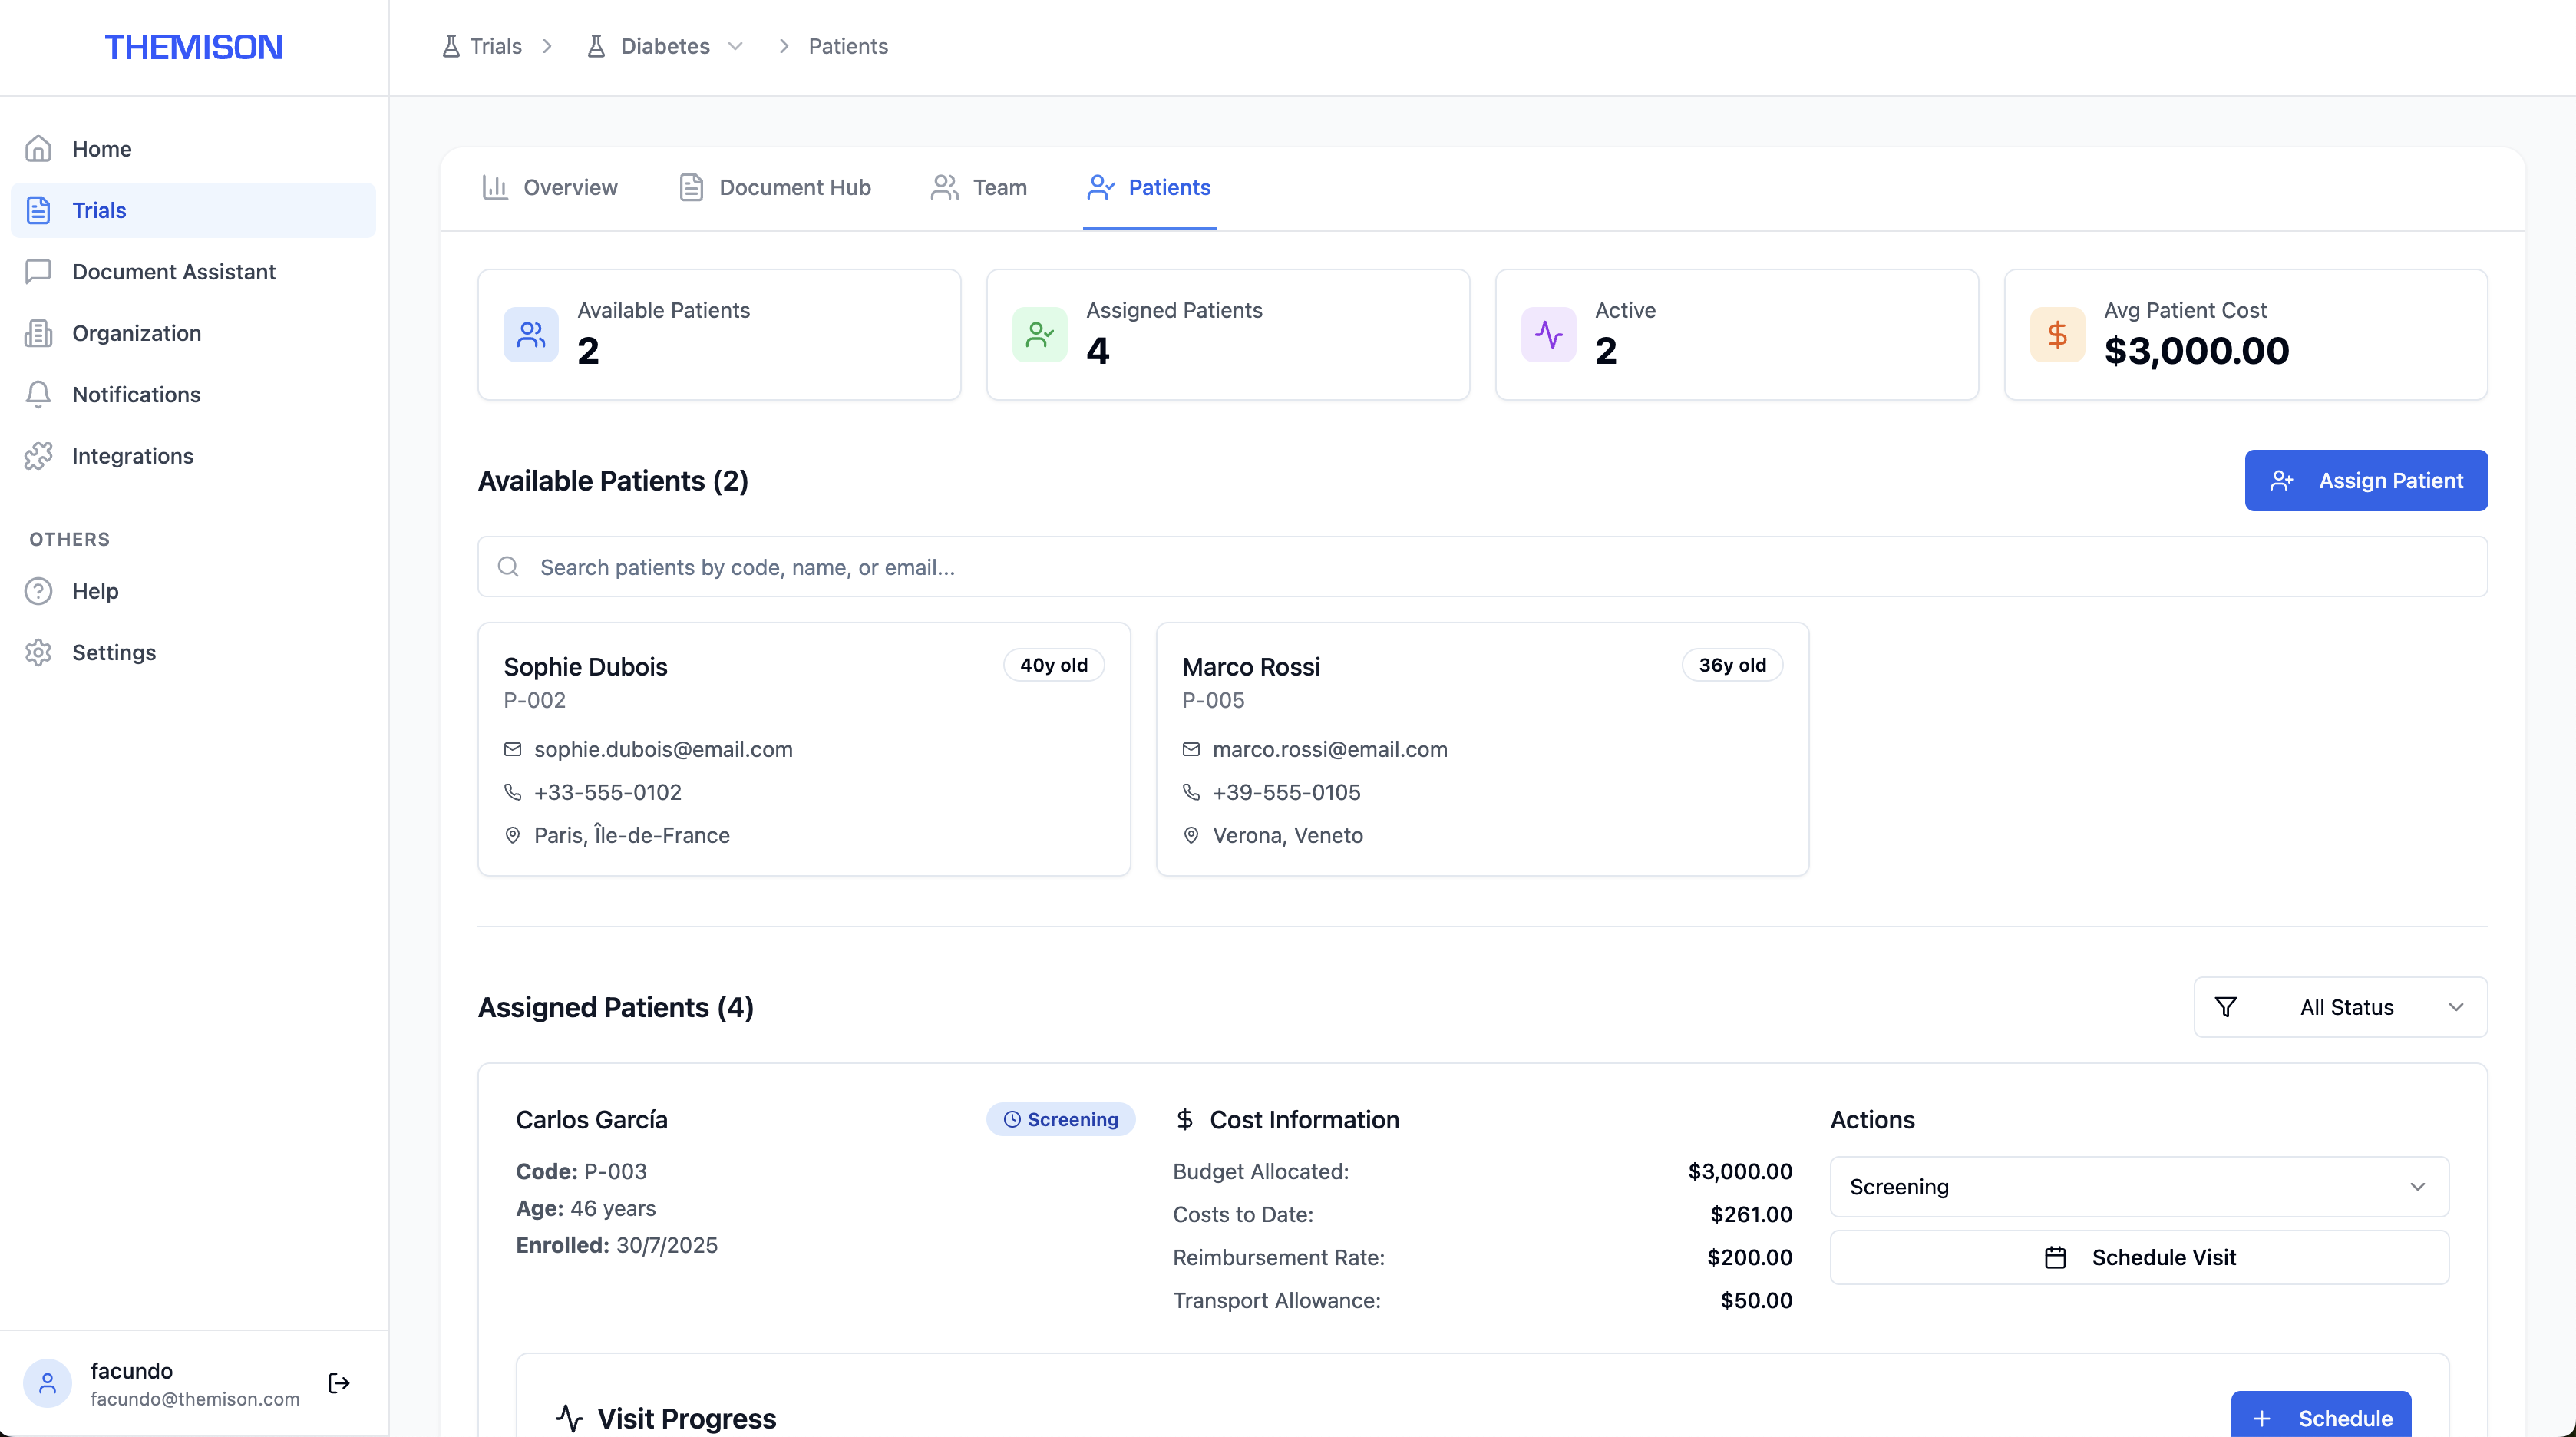 THEMISON
Trials
Diabetes
Patients
Home
Trials
Document Assistant
Organization
Notifications
Integrations
OTHERS
Help
Settings
facundo
facundo@themison.com
Overview
Document Hub
Team
Patients
Available Patients
2
Assigned Patients
4
Active
2
Avg Patient Cost
$3,000.00
Available Patients (2)
Assign Patient
Search patients by code, name, or email...
Sophie Dubois
40y old
P-002
sophie.dubois@email.com
+33-555-0102
Paris, Île-de-France
Marco Rossi
36y old
P-005
marco.rossi@email.com
+39-555-0105
Verona, Veneto
Assigned Patients (4)
All Status
Carlos García
Screening
Code: P-003
Age: 46 years
Enrolled: 30/7/2025
Cost Information
Budget Allocated: $3,000.00
Costs to Date: $261.00
Reimbursement Rate: $200.00
Transport Allowance: $50.00
Actions
Screening
Schedule Visit
Visit Progress
Schedule